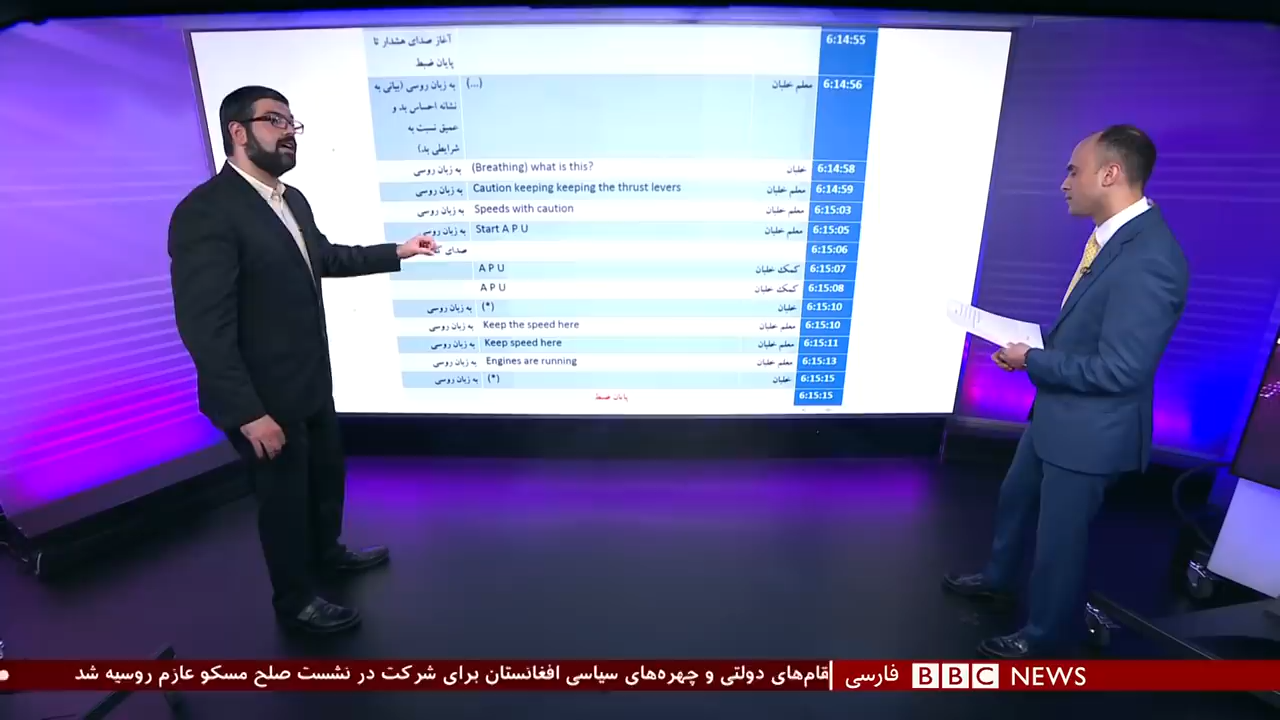 آغاز صدای هشدار تا 6:14:55
پایان ضبط
به زبان روسی (بیانی به (...) معلم خلبان 6:14:56
نشانه احساس بد و
عمیق نسبت به
شرایطی بد)
به زبان روسی (Breathing) what is this? خلبان 6:14:58
به زبان روسی Caution keeping keeping the thrust levers معلم خلبان 6:14:59
به زبان روسی Speeds with caution معلم خلبان 6:15:03
به زبان روسی Start A P U معلم خلبان 6:15:05
صدای 6:15:06
A P U کمک خلبان 6:15:07
A P U کمک خلبان 6:15:08
به زبان روسی (*) خلبان 6:15:10
به زبان روسی Keep the speed here معلم خلبان 6:15:10
به زبان روسی Keep speed here معلم خلبان 6:15:11
به زبان روسی Engines are running معلم خلبان 6:15:13
به زبان روسی (*) خلبان 6:15:15
پایان ضبط 6:15:15
قام‌های دولتی و چهره‌های سیاسی افغانستان برای شرکت در نشست صلح مسکو عازم روسیه شد
فارسی BBC NEWS